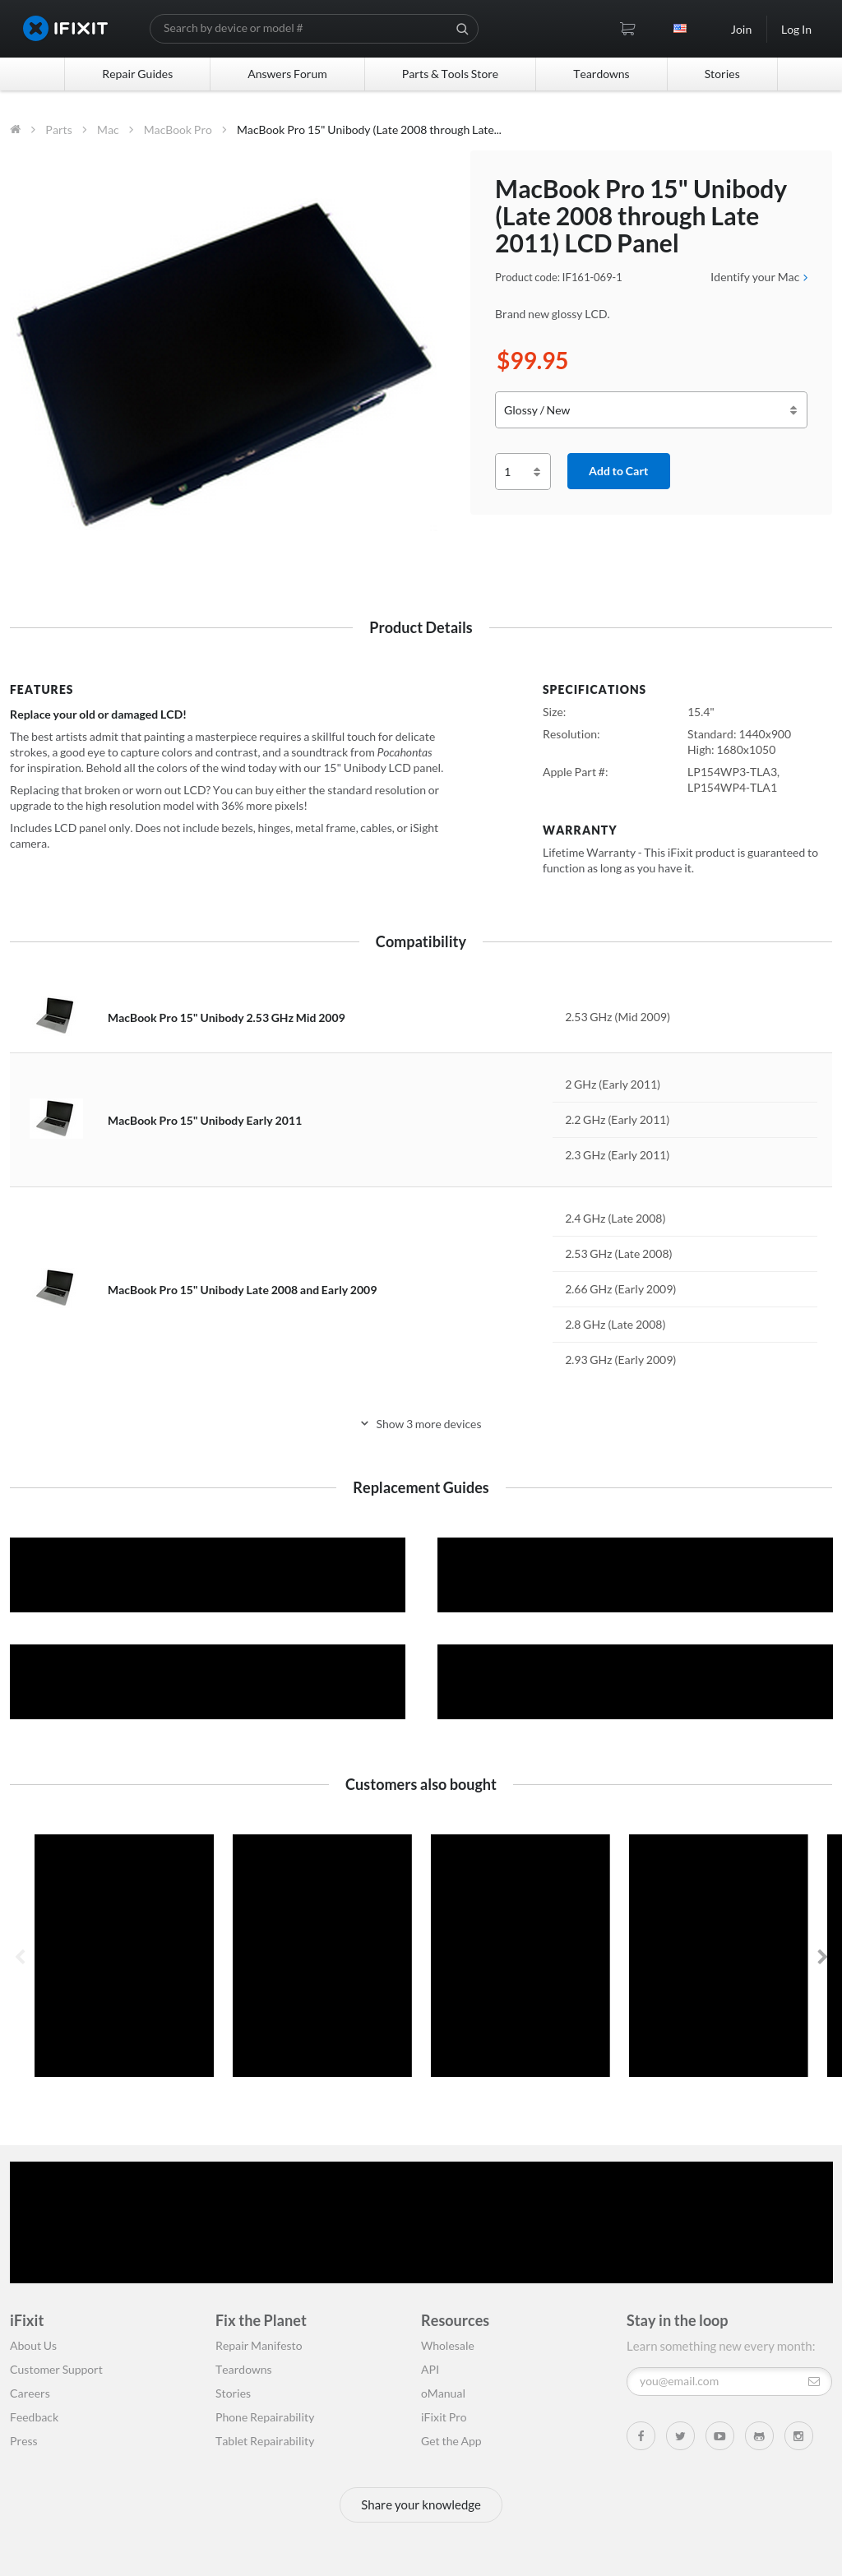 IFIXIT
Search by device or model #
Join
Log In
Repair Guides
Answers Forum
Parts & Tools Store
Teardowns
Stories
Parts
Mac
MacBook Pro
MacBook Pro 15" Unibody (Late 2008 through Late...
MacBook Pro 15" Unibody
(Late 2008 through Late
2011) LCD Panel
Product code: IF161-069-1
Identify your Mac
Brand new glossy LCD.
$99.95
Glossy / New
1
Add to Cart
Product Details
FEATURES
Replace your old or damaged LCD!
The best artists admit that painting a masterpiece requires a skillful touch for delicate
strokes, a good eye to capture colors and contrast, and a soundtrack from Pocahontas
for inspiration. Behold all the colors of the wind today with our 15" Unibody LCD panel.
Replacing that broken or worn out LCD? You can buy either the standard resolution or
upgrade to the high resolution model with 36% more pixels!
Includes LCD panel only. Does not include bezels, hinges, metal frame, cables, or iSight
camera.
SPECIFICATIONS
Size:
15.4"
Resolution:
Standard: 1440x900
High: 1680x1050
Apple Part #:
LP154WP3-TLA3,
LP154WP4-TLA1
WARRANTY
Lifetime Warranty - This iFixit product is guaranteed to
function as long as you have it.
Compatibility
MacBook Pro 15" Unibody 2.53 GHz Mid 2009
2.53 GHz (Mid 2009)
MacBook Pro 15" Unibody Early 2011
2 GHz (Early 2011)
2.2 GHz (Early 2011)
2.3 GHz (Early 2011)
MacBook Pro 15" Unibody Late 2008 and Early 2009
2.4 GHz (Late 2008)
2.53 GHz (Late 2008)
2.66 GHz (Early 2009)
2.8 GHz (Late 2008)
2.93 GHz (Early 2009)
Show 3 more devices
Replacement Guides
Customers also bought
iFixit
About Us
Customer Support
Careers
Feedback
Press
Fix the Planet
Repair Manifesto
Teardowns
Stories
Phone Repairability
Tablet Repairability
Resources
Wholesale
API
oManual
iFixit Pro
Get the App
Stay in the loop
Learn something new every month:
you@email.com
Share your knowledge